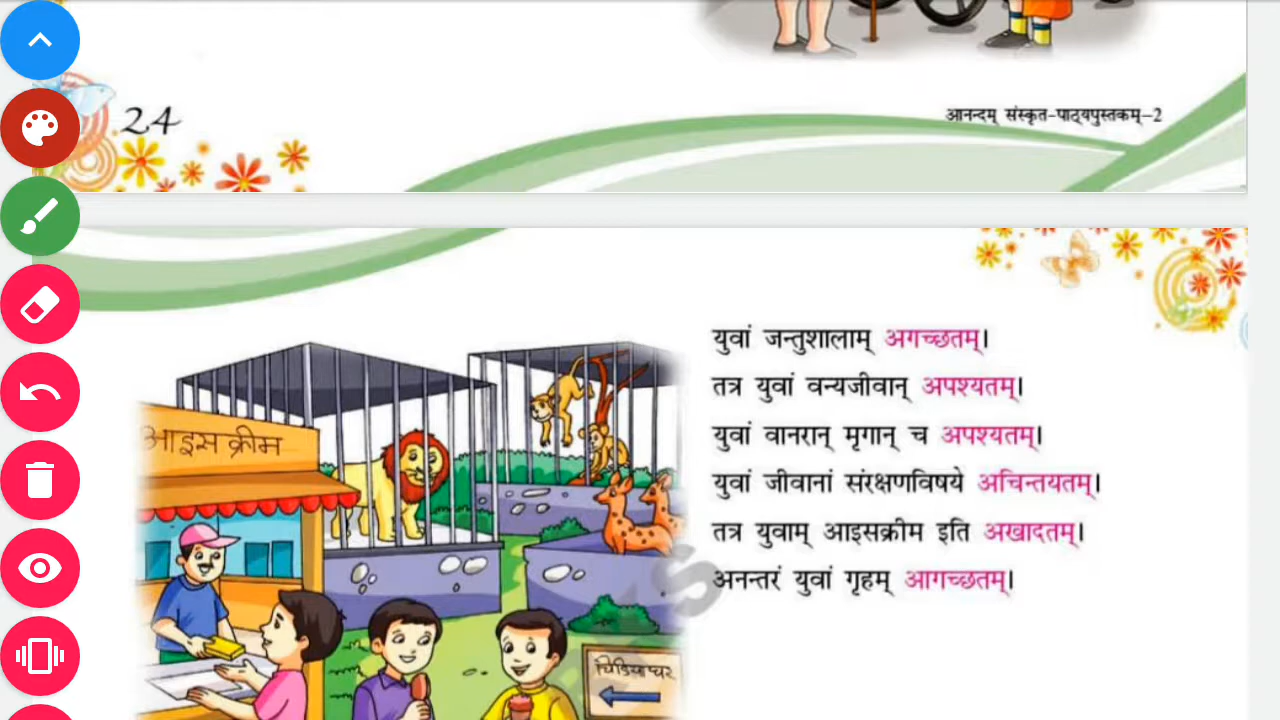 24
आनन्दम् संस्कृत-पाठ्यपुस्तकम्-2
युवां जन्तुशालाम् अगच्छतम्।
तत्र युवां वन्यजीवान् अपश्यतम्।
युवां वानरान् मृगान् च अपश्यतम्।
युवां जीवानां संरक्षणविषये अचिन्तयतम्।
तत्र युवाम् आइसक्रीम इति अखादतम्।
अनन्तरं युवां गृहम् आगच्छतम्।
आइस क्रीम
चिडियाघर